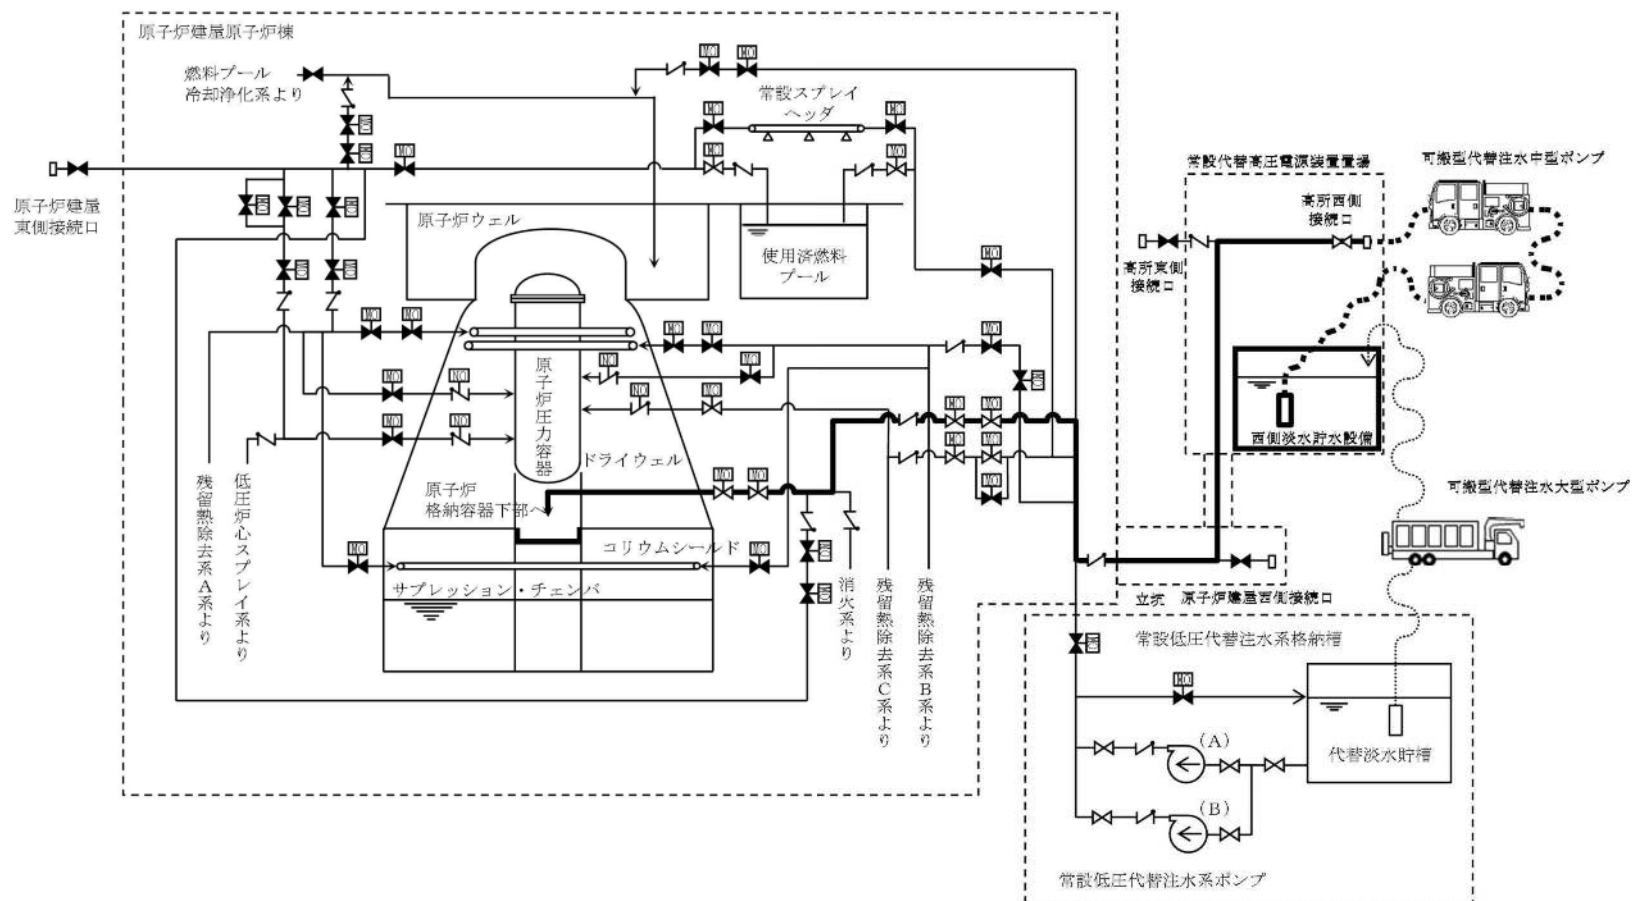 原子炉建屋原子炉棟
燃料プール
冷却浄化系より
常設スプレイ
ヘッダ
常設代替高圧電源装置置場
可搬型代替注水中型ポンプ
原子炉建屋
東側接続口
原子炉ウェル
使用済燃料
プール
高所西側
接続口
高所東側
接続口
原子炉圧力容器
西側淡水貯水設備
ドライウェル
可搬型代替注水大型ポンプ
原子炉
格納容器下部へ
コリウムシールド
サプレッション・チェンバ
残留熱除去系A系より
低圧炉心スプレイ系より
消火系より
残留熱除去系C系より
残留熱除去系B系より
立坑
原子炉建屋西側接続口
常設低圧代替注水系格納槽
(A)
代替淡水貯槽
(B)
常設低圧代替注水系ポンプ